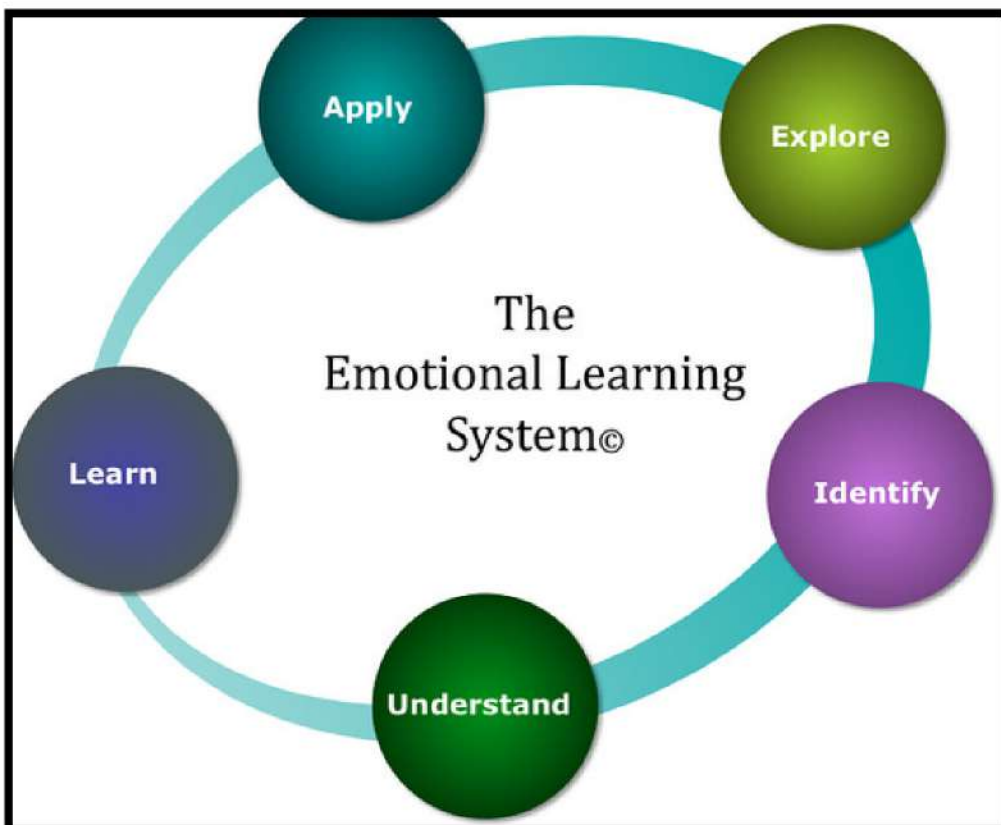 Apply
Explore
The
Emotional Learning
System©
Learn
Identify
Understand